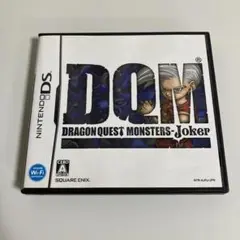 NINTENDO DS
DQM
®
DRAGON QUEST MONSTERS-Joker
Wi-Fi
A
SQUARE ENIX